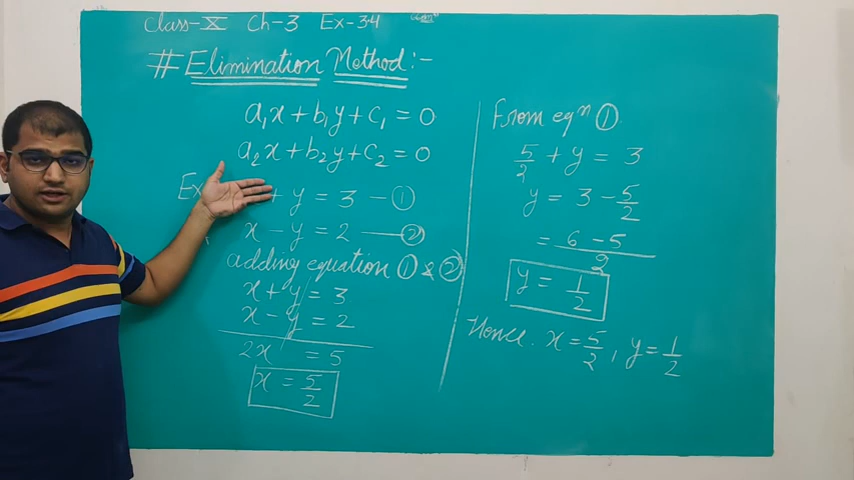 Class-X Ch-3 Ex-3.4
# Elimination Method:-
a₁x + b₁y + c₁ = 0
a₂x + b₂y + c₂ = 0
Ex + y = 3 - ①
x - y = 2 - ②
adding equation ① & ②
x + y = 3
x - y = 2
2x = 5
x = 5/2
From eqn ①
5/2 + y = 3
y = 3 - 5/2
= 6 - 5 / 2
y = 1/2
Hence. x = 5/2, y = 1/2